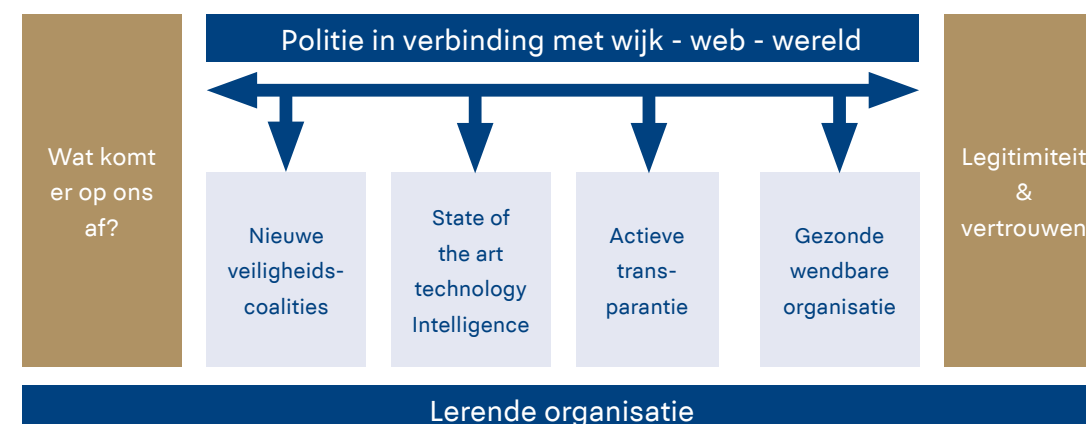 Politie in verbinding met wijk - web - wereld
Wat komt
er op ons
af?
Nieuwe
veiligheids-
coalities
State of
the art
technology
Intelligence
Actieve
trans-
parantie
Gezonde
wendbare
organisatie
Legitimiteit
&
vertrouwen
Lerende organisatie